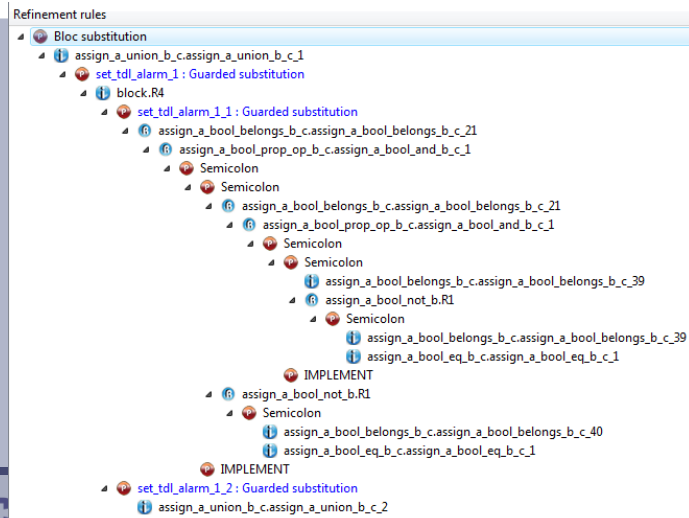 Refinement rules
Bloc substitution
assign_a_union_b_c.assign_a_union_b_c_1
set_tdl_alarm_1 : Guarded substitution
block.R4
set_tdl_alarm_1_1 : Guarded substitution
assign_a_bool_belongs_b_c.assign_a_bool_belongs_b_c_21
assign_a_bool_prop_op_b_c.assign_a_bool_and_b_c_1
Semicolon
Semicolon
assign_a_bool_belongs_b_c.assign_a_bool_belongs_b_c_21
assign_a_bool_prop_op_b_c.assign_a_bool_and_b_c_1
Semicolon
Semicolon
assign_a_bool_belongs_b_c.assign_a_bool_belongs_b_c_39
assign_a_bool_not_b.R1
Semicolon
assign_a_bool_belongs_b_c.assign_a_bool_belongs_b_c_39
assign_a_bool_eq_b_c.assign_a_bool_eq_b_c_1
IMPLEMENT
assign_a_bool_not_b.R1
Semicolon
assign_a_bool_belongs_b_c.assign_a_bool_belongs_b_c_40
assign_a_bool_eq_b_c.assign_a_bool_eq_b_c_1
IMPLEMENT
set_tdl_alarm_1_2 : Guarded substitution
assign_a_union_b_c.assign_a_union_b_c_2